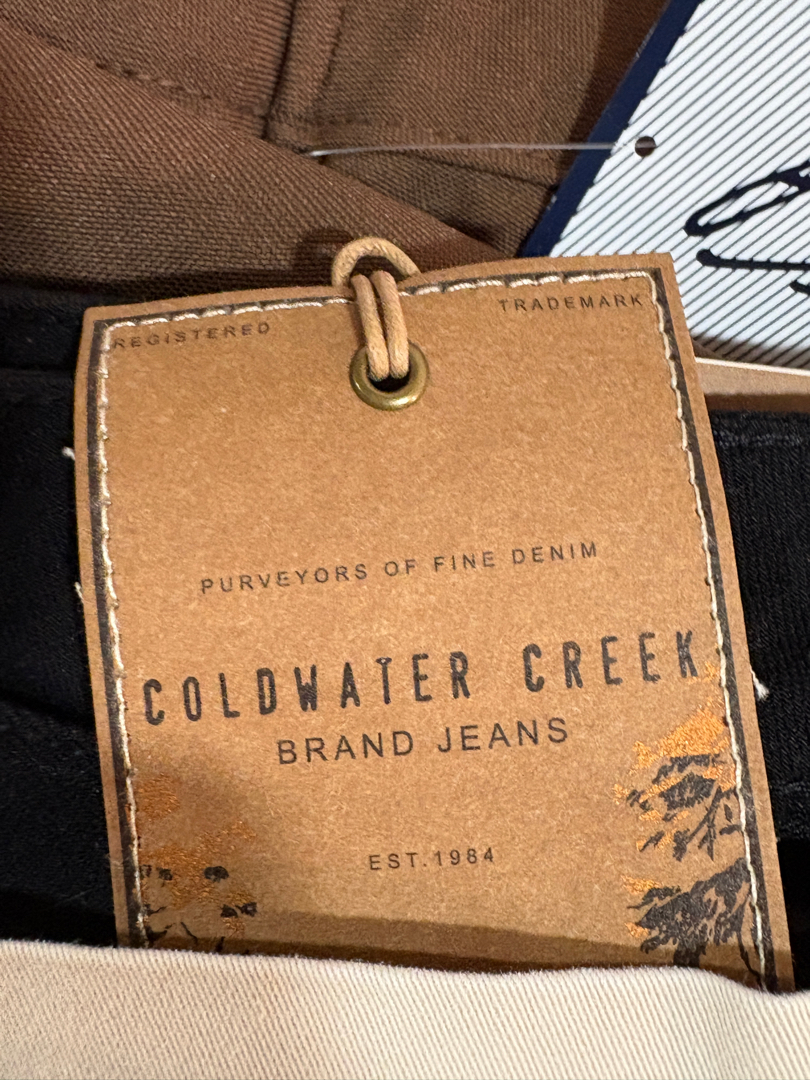 REGISTERED
TRADEMARK
PURVEYORS OF FINE DENIM
COLDWATER CREEK
BRAND JEANS
EST.1984